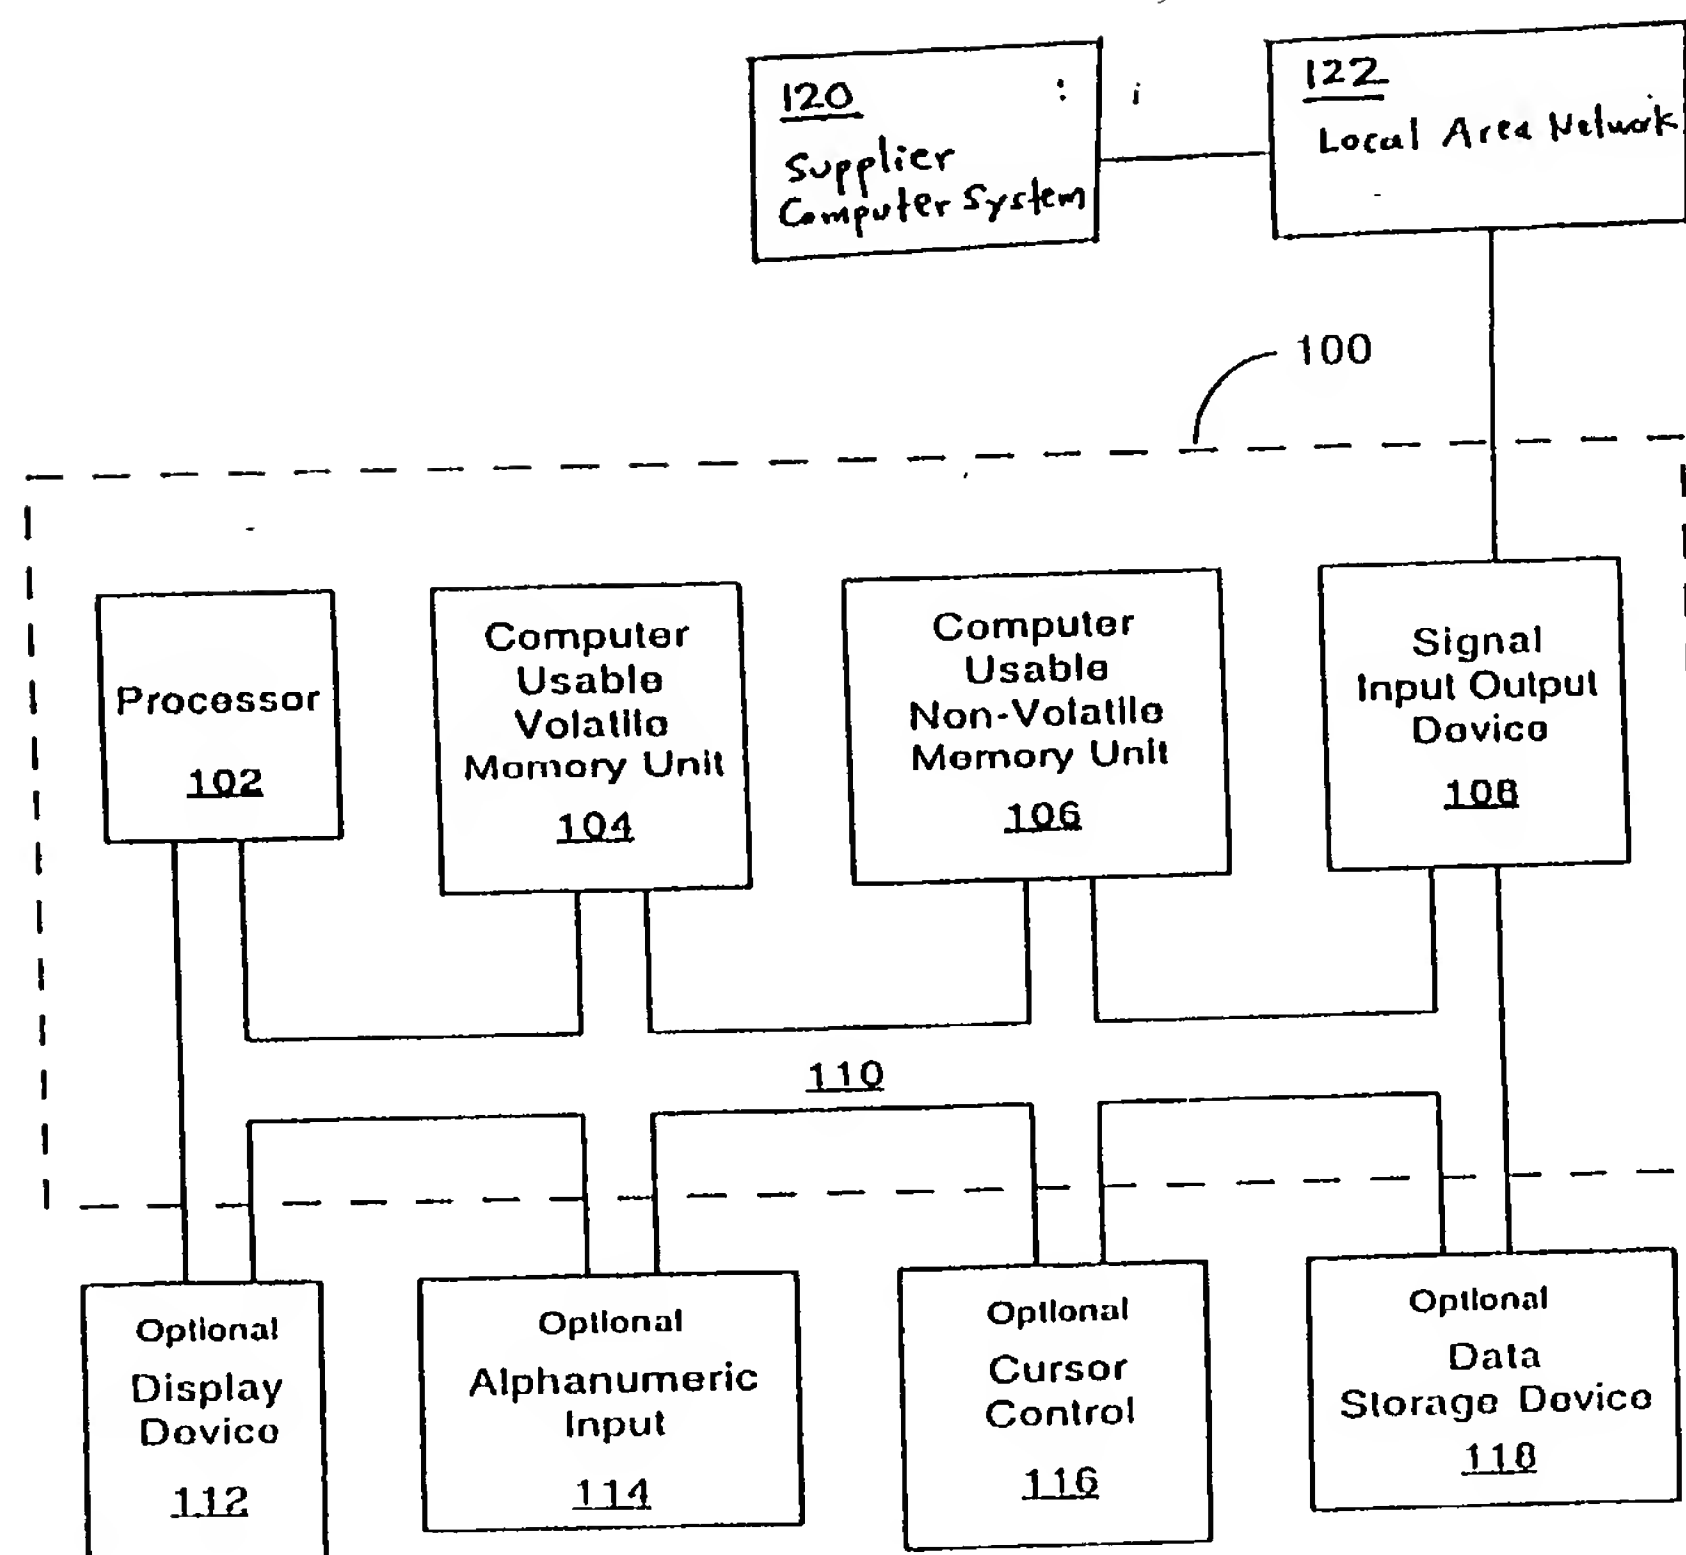 120
Supplier
Computer System
122
Local Area Network
100
Processor
102
Computer
Usable
Volatile
Memory Unit
104
Computer
Usable
Non-Volatile
Memory Unit
106
Signal
Input Output
Device
108
110
Optional
Display
Device
112
Optional
Alphanumeric
Input
114
Optional
Cursor
Control
116
Optional
Data
Storage Device
118